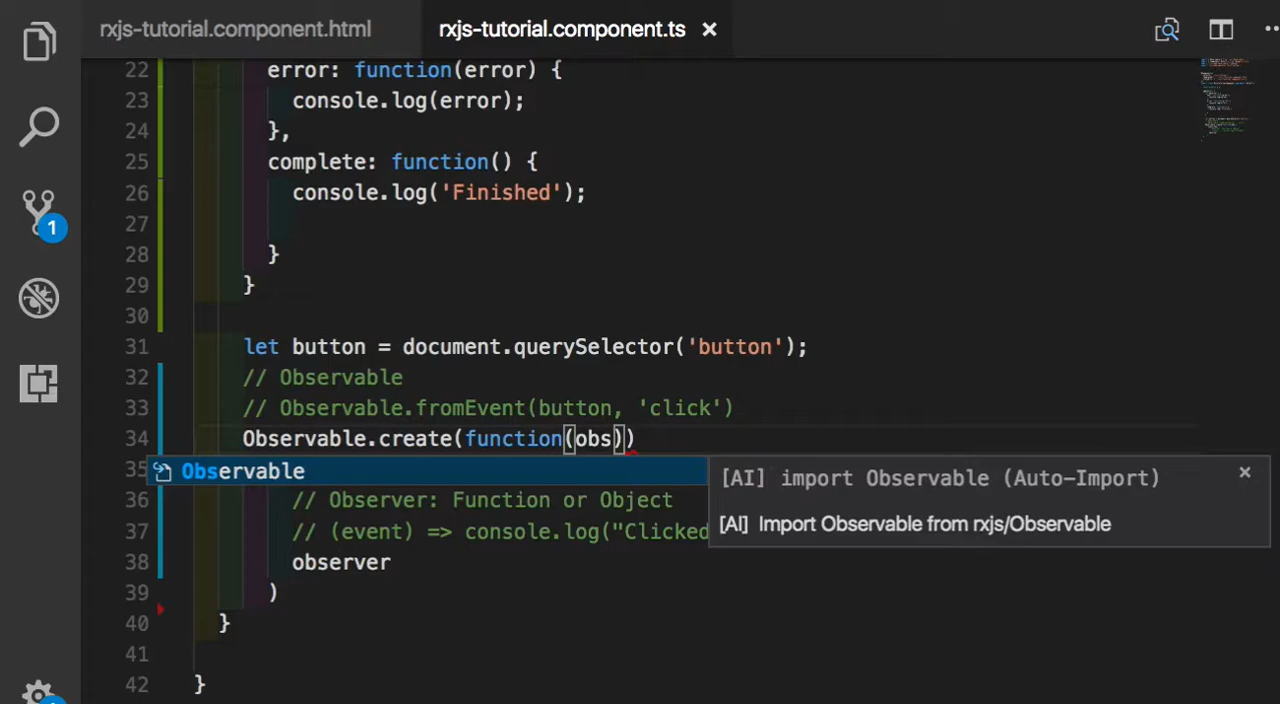 rxjs-tutorial.component.html
rxjs-tutorial.component.ts ×
22 error: function(error) {
23 console.log(error);
24 },
25 complete: function() {
26 console.log('Finished');
27
28 }
29 }
30
31 let button = document.querySelector('button');
32 // Observable
33 // Observable.fromEvent(button, 'click')
34 Observable.create(function(obs))
35
Observable
[AI] import Observable (Auto-Import) ×
[AI] Import Observable from rxjs/Observable
36 // Observer: Function or Object
37 // (event) => console.log("Clicked
38 observer
39 )
40 }
41
42 }
1